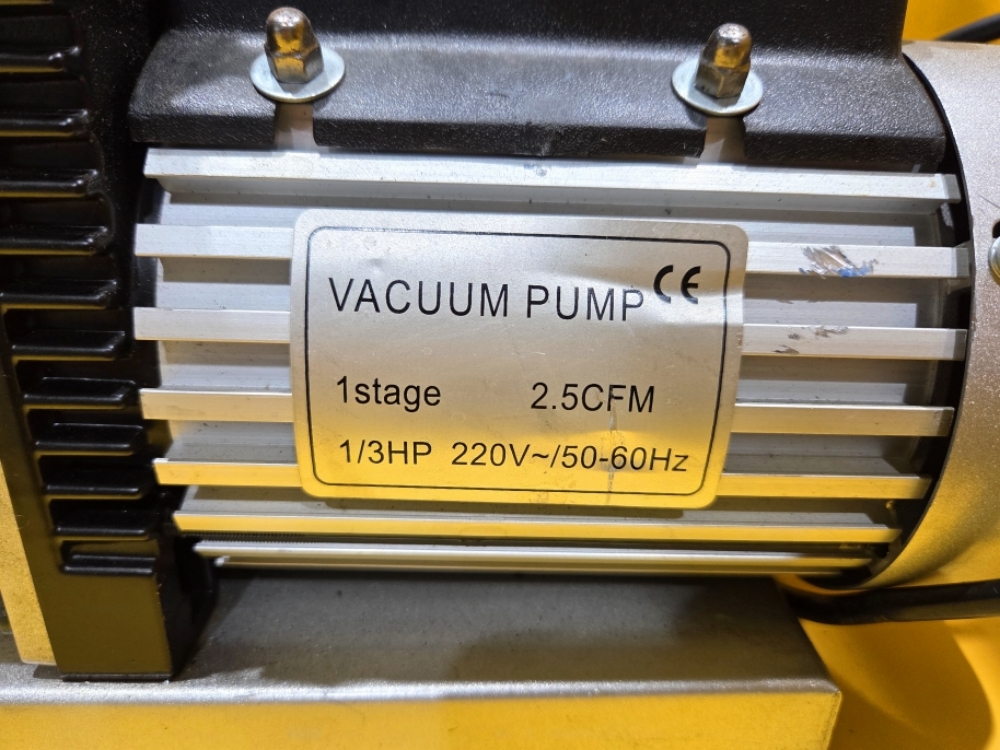 VACUUM PUMP CE
1stage 2.5CFM
1/3HP 220V~/50-60Hz